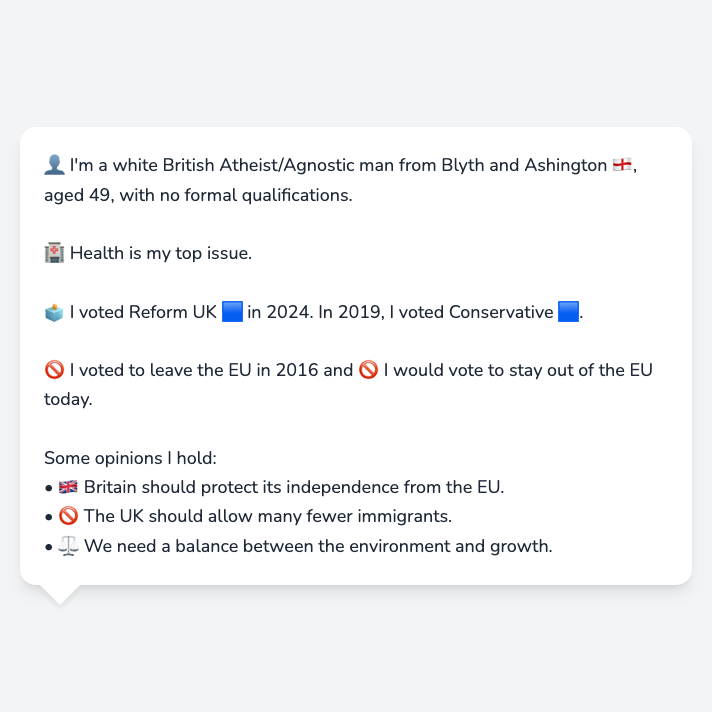 👤 I'm a white British Atheist/Agnostic man from Blyth and Ashington 🏴󠁧󠁢󠁥󠁮󠁧󠁿,
aged 49, with no formal qualifications.
🏥 Health is my top issue.
🗳️ I voted Reform UK 🟦 in 2024. In 2019, I voted Conservative 🟦.
🚫 I voted to leave the EU in 2016 and 🚫 I would vote to stay out of the EU
today.
Some opinions I hold:
• 🇬🇧 Britain should protect its independence from the EU.
• 🚫 The UK should allow many fewer immigrants.
• ⚖️ We need a balance between the environment and growth.